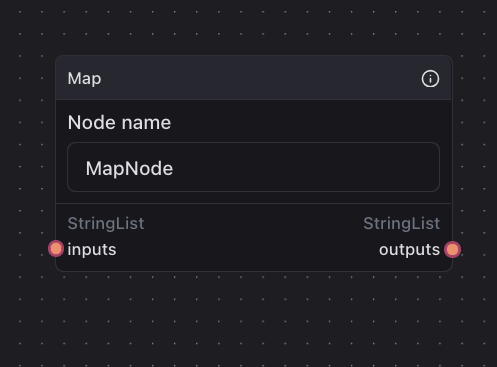 Map
Node name
MapNode
StringList StringList
inputs outputs